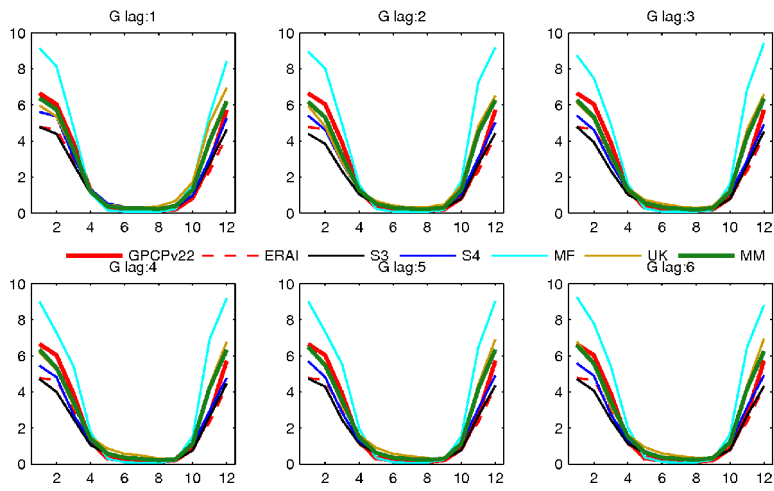 G lag:1 G lag:2 G lag:3
10 10 10
8 8 8
6 6 6
4 4 4
2 2 2
0 0 0
2 4 6 8 10 12 2 4 6 8 10 12 2 4 6 8 10 12
GPCPv22 ERAI S3 S4 MF UK MM
G lag:4 G lag:5 G lag:6
10 10 10
8 8 8
6 6 6
4 4 4
2 2 2
0 0 0
2 4 6 8 10 12 2 4 6 8 10 12 2 4 6 8 10 12